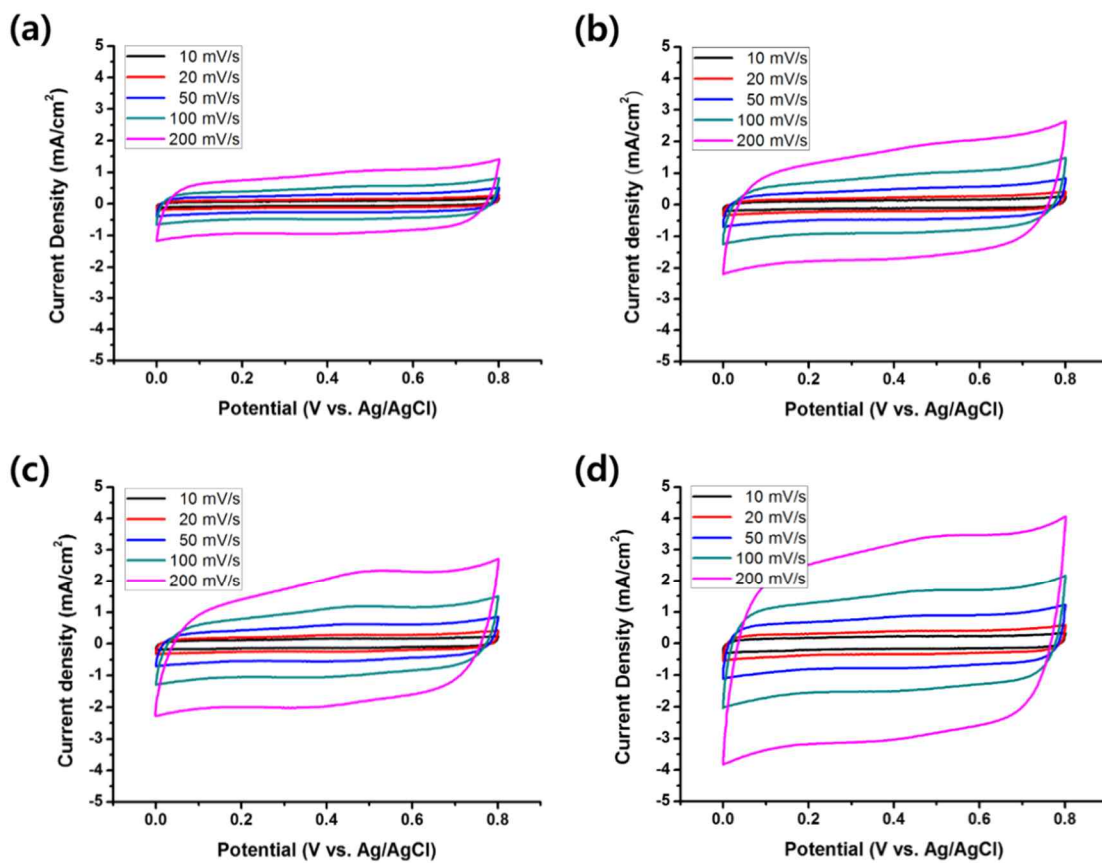 (a)
10 mV/s
20 mV/s
50 mV/s
100 mV/s
200 mV/s
5
4
3
2
1
0
-1
-2
-3
-4
-5
Current Density (mA/cm²)
0.0 0.2 0.4 0.6 0.8
Potential (V vs. Ag/AgCl)
(b)
10 mV/s
20 mV/s
50 mV/s
100 mV/s
200 mV/s
5
4
3
2
1
0
-1
-2
-3
-4
-5
Current density (mA/cm²)
0.0 0.2 0.4 0.6 0.8
Potential (V vs. Ag/AgCl)
(c)
10 mV/s
20 mV/s
50 mV/s
100 mV/s
200 mV/s
5
4
3
2
1
0
-1
-2
-3
-4
-5
Current density (mA/cm²)
0.0 0.2 0.4 0.6 0.8
Potential (V vs. Ag/AgCl)
(d)
10 mV/s
20 mV/s
50 mV/s
100 mV/s
200 mV/s
5
4
3
2
1
0
-1
-2
-3
-4
-5
Current Density (mA/cm²)
0.0 0.2 0.4 0.6 0.8
Potential (V vs. Ag/AgCl)